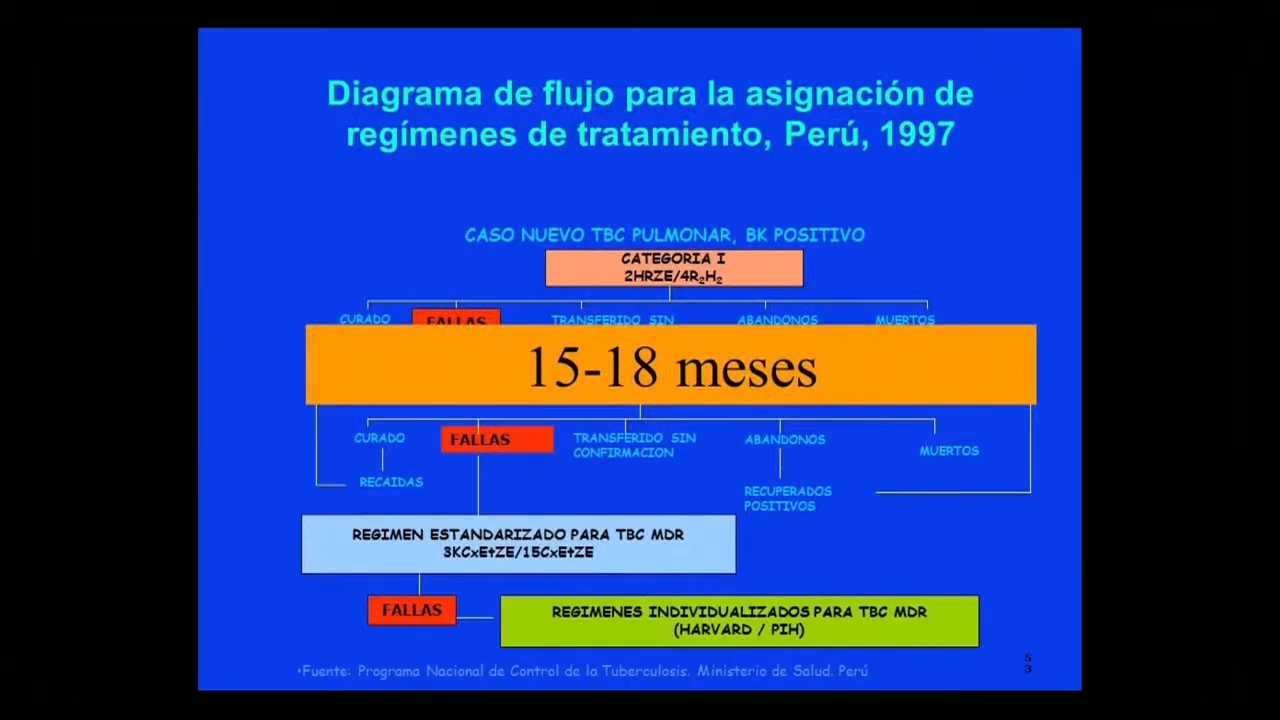 Diagrama de flujo para la asignación de
regímenes de tratamiento, Perú, 1997
CASO NUEVO TBC PULMONAR, BK POSITIVO
CATEGORIA I
2HRZE/4R₂H₂
CURADO FALLAS TRANSFERIDO SIN ABANDONOS MUERTOS
15-18 meses
CURADO FALLAS TRANSFERIDO SIN CONFIRMACION ABANDONOS MUERTOS
RECAIDAS
RECUPERADOS
POSITIVOS
REGIMEN ESTANDARIZADO PARA TBC MDR
3KCxEtZE/15CxEtZE
FALLAS
REGIMENES INDIVIDUALIZADOS PARA TBC MDR
(HARVARD / PIH)
•Fuente: Programa Nacional de Control de la Tuberculosis. Ministerio de Salud. Perú
53